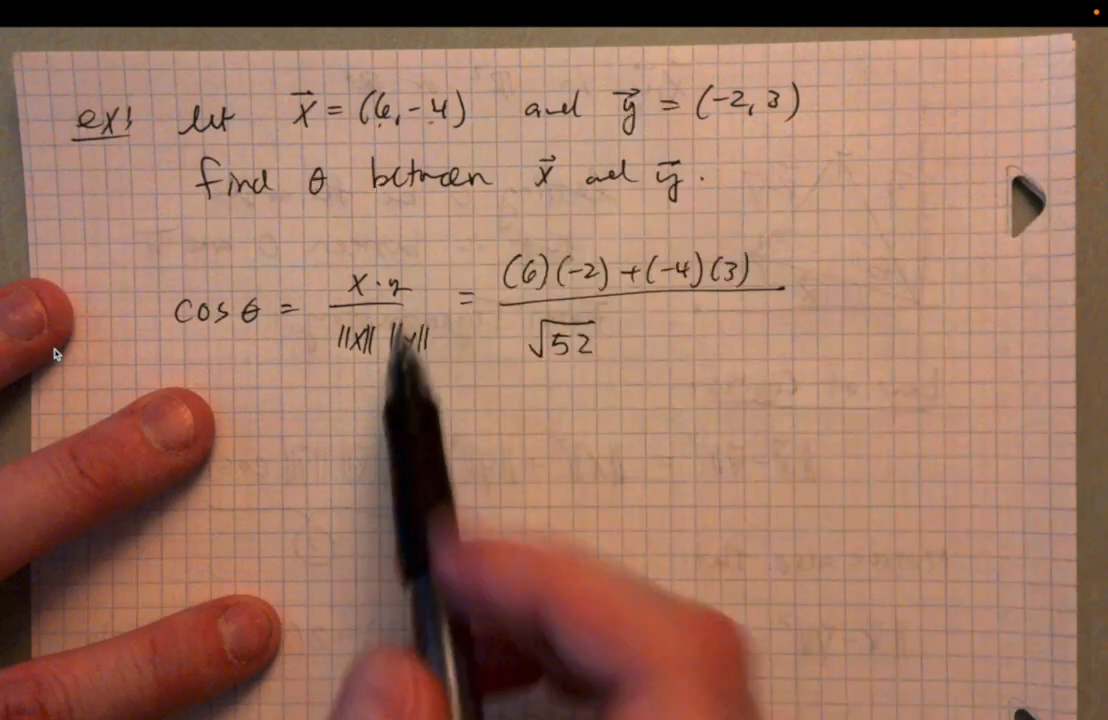 ex! let x⃗ = (6, -4) and y⃗ = (-2, 3)
find θ between x⃗ and y⃗.
cos θ = x·y / ||x|| ||y|| = (6)(-2) + (-4)(3) / √52